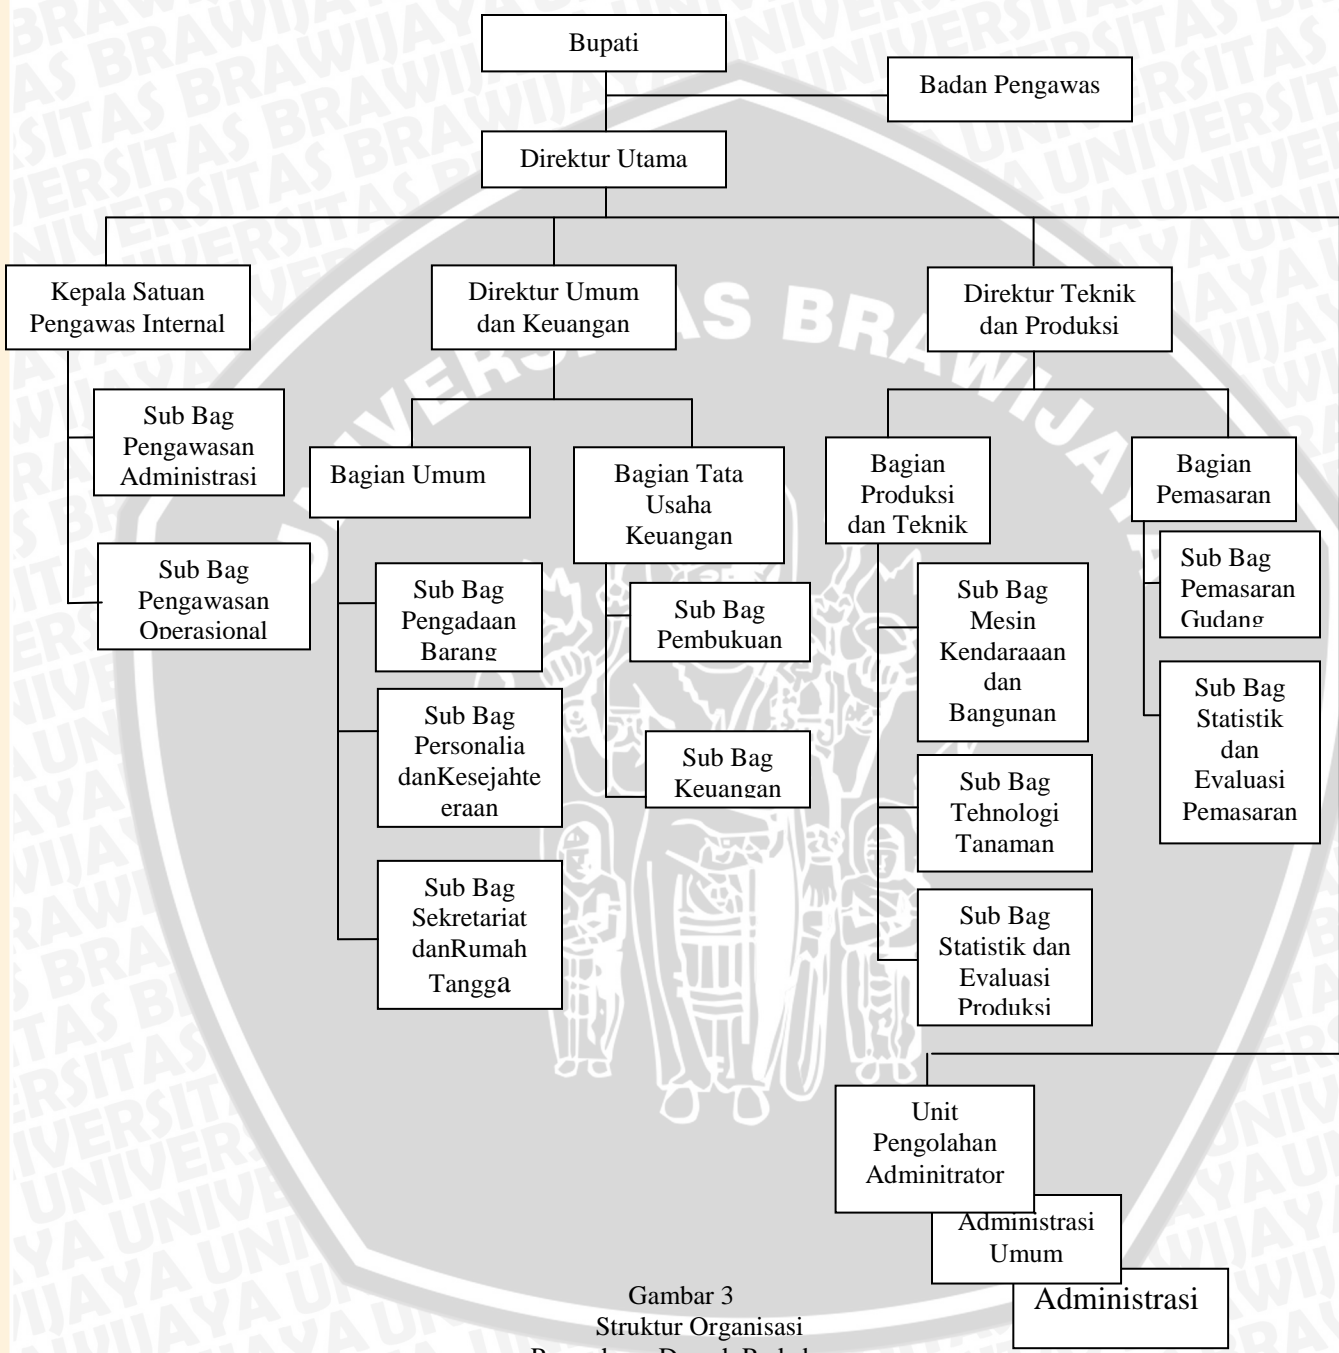 Bupati
Badan Pengawas
Direktur Utama
Kepala Satuan
Pengawas Internal
Direktur Umum
dan Keuangan
Direktur Teknik
dan Produksi
Sub Bag
Pengawasan
Administrasi
Sub Bag
Pengawasan
Operasional
Bagian Umum
Sub Bag
Pengadaan
Barang
Sub Bag
Personalia
danKesejahte
eraan
Sub Bag
Sekretariat
danRumah
Tangga
Bagian Tata
Usaha
Keuangan
Sub Bag
Pembukuan
Sub Bag
Keuangan
Bagian
Produksi
dan Teknik
Sub Bag
Mesin
Kendaraaan
dan
Bangunan
Sub Bag
Tehnologi
Tanaman
Sub Bag
Statistik dan
Evaluasi
Produksi
Bagian
Pemasaran
Sub Bag
Pemasaran
Gudang
Sub Bag
Statistik
dan
Evaluasi
Pemasaran
Unit
Pengolahan
Adminitrator
Administrasi
Umum
Administrasi
Gambar 3
Struktur Organisasi
UNIVERSITAS BRAWIJAYA